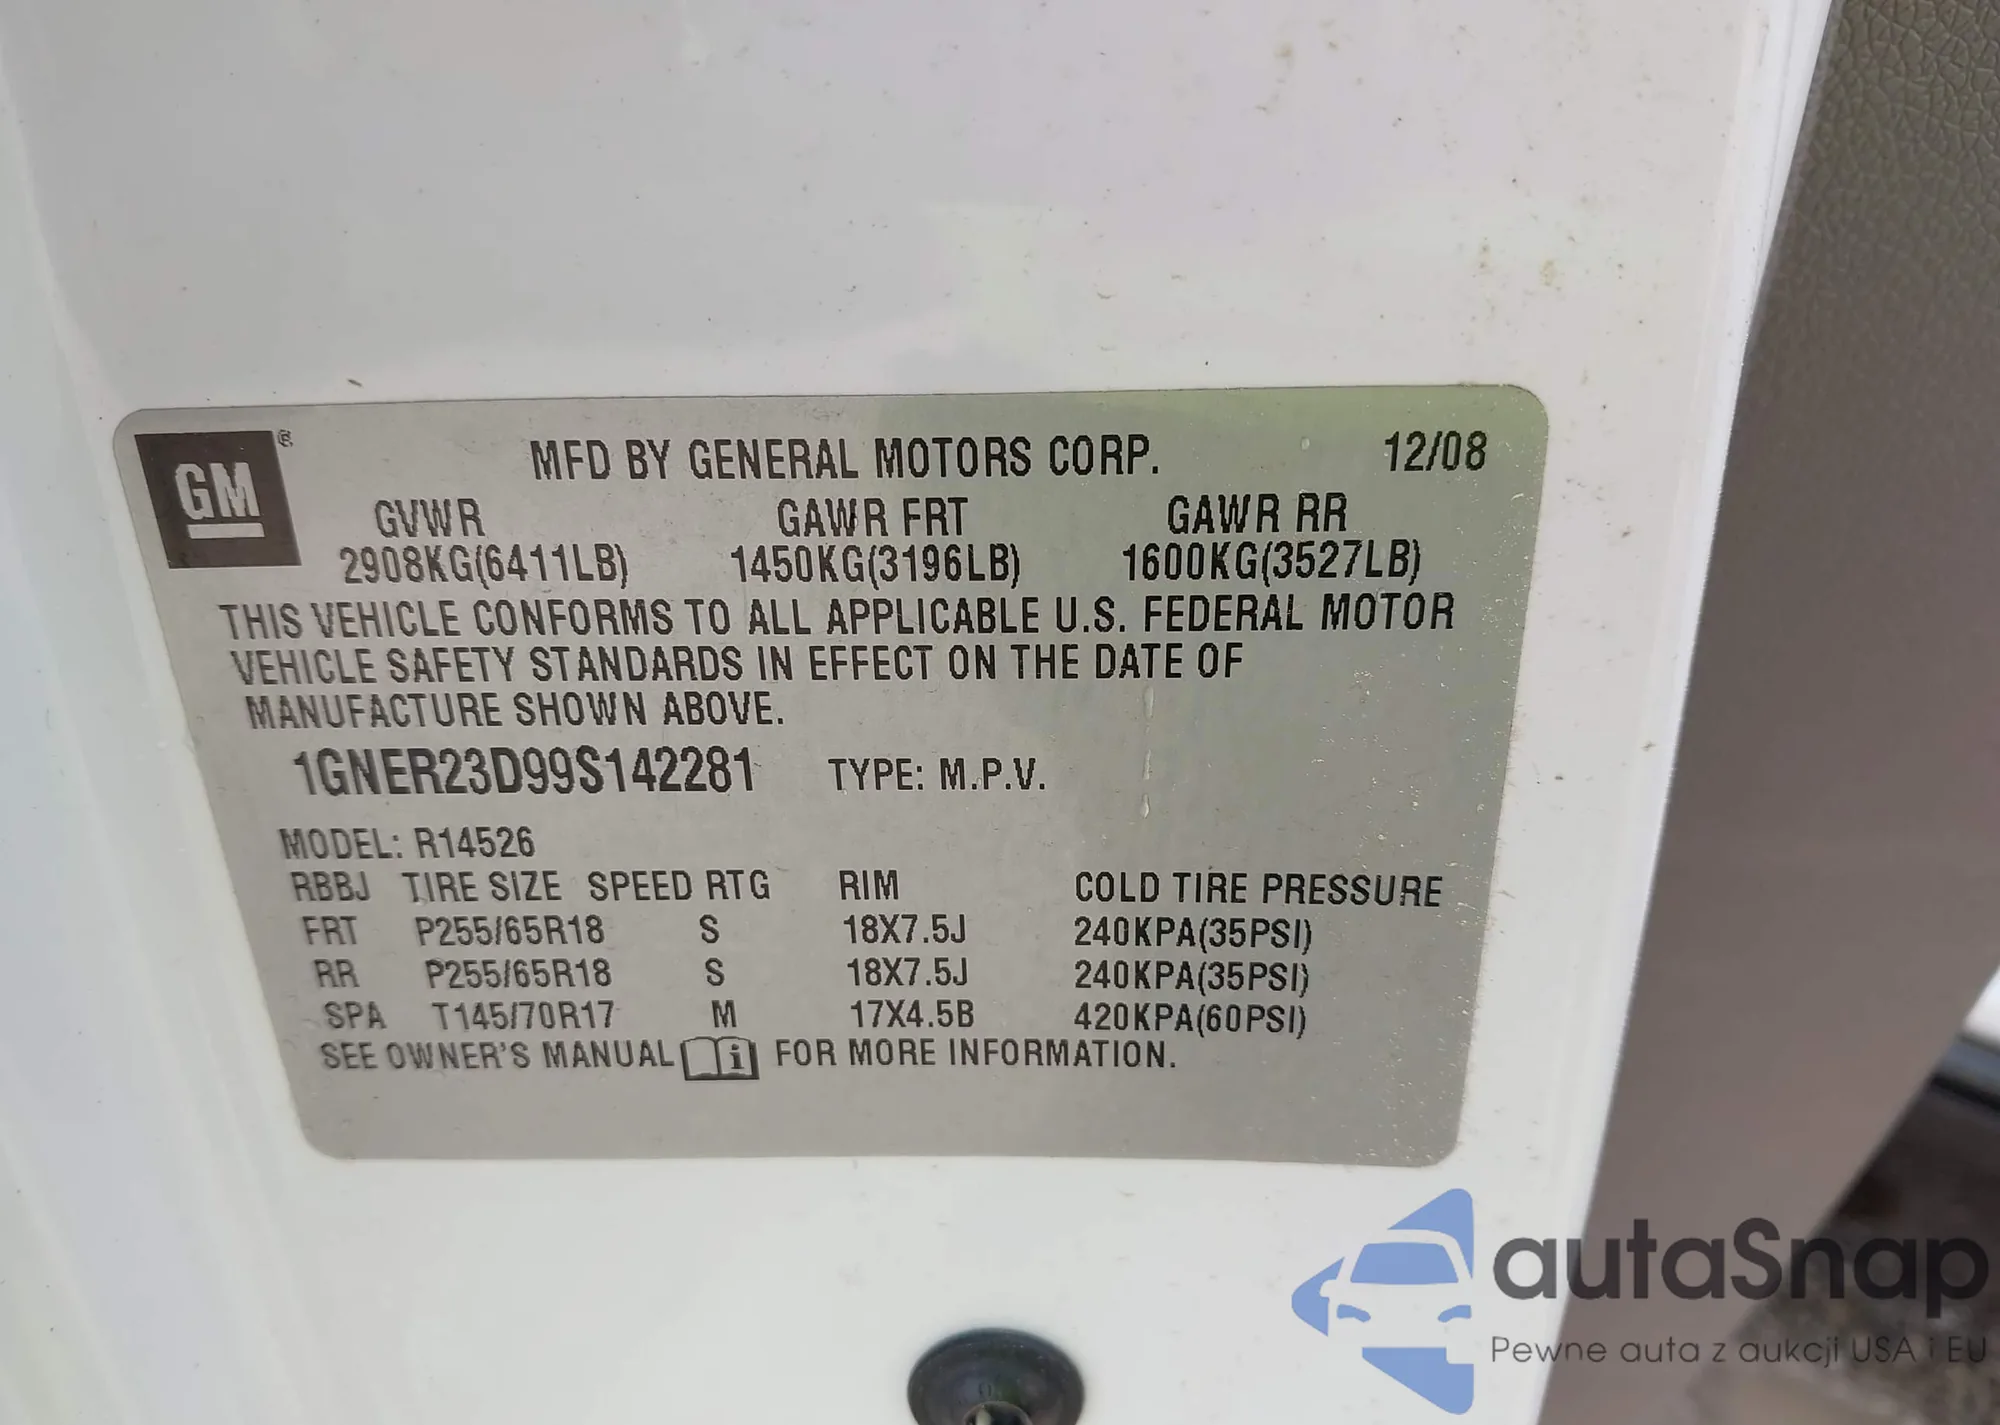 GM ®
MFD BY GENERAL MOTORS CORP. 12/08
GVWR GAWR FRT GAWR RR
2908KG(6411LB) 1450KG(3196LB) 1600KG(3527LB)
THIS VEHICLE CONFORMS TO ALL APPLICABLE U.S. FEDERAL MOTOR
VEHICLE SAFETY STANDARDS IN EFFECT ON THE DATE OF
MANUFACTURE SHOWN ABOVE.
1GNER23D99S142281 TYPE: M.P.V.
MODEL: R14526
RBBJ TIRE SIZE SPEED RTG RIM COLD TIRE PRESSURE
FRT P255/65R18 S 18X7.5J 240KPA(35PSI)
RR P255/65R18 S 18X7.5J 240KPA(35PSI)
SPA T145/70R17 M 17X4.5B 420KPA(60PSI)
SEE OWNER'S MANUAL i FOR MORE INFORMATION.
autaSnap
Pewne auta z aukcji USA i EU